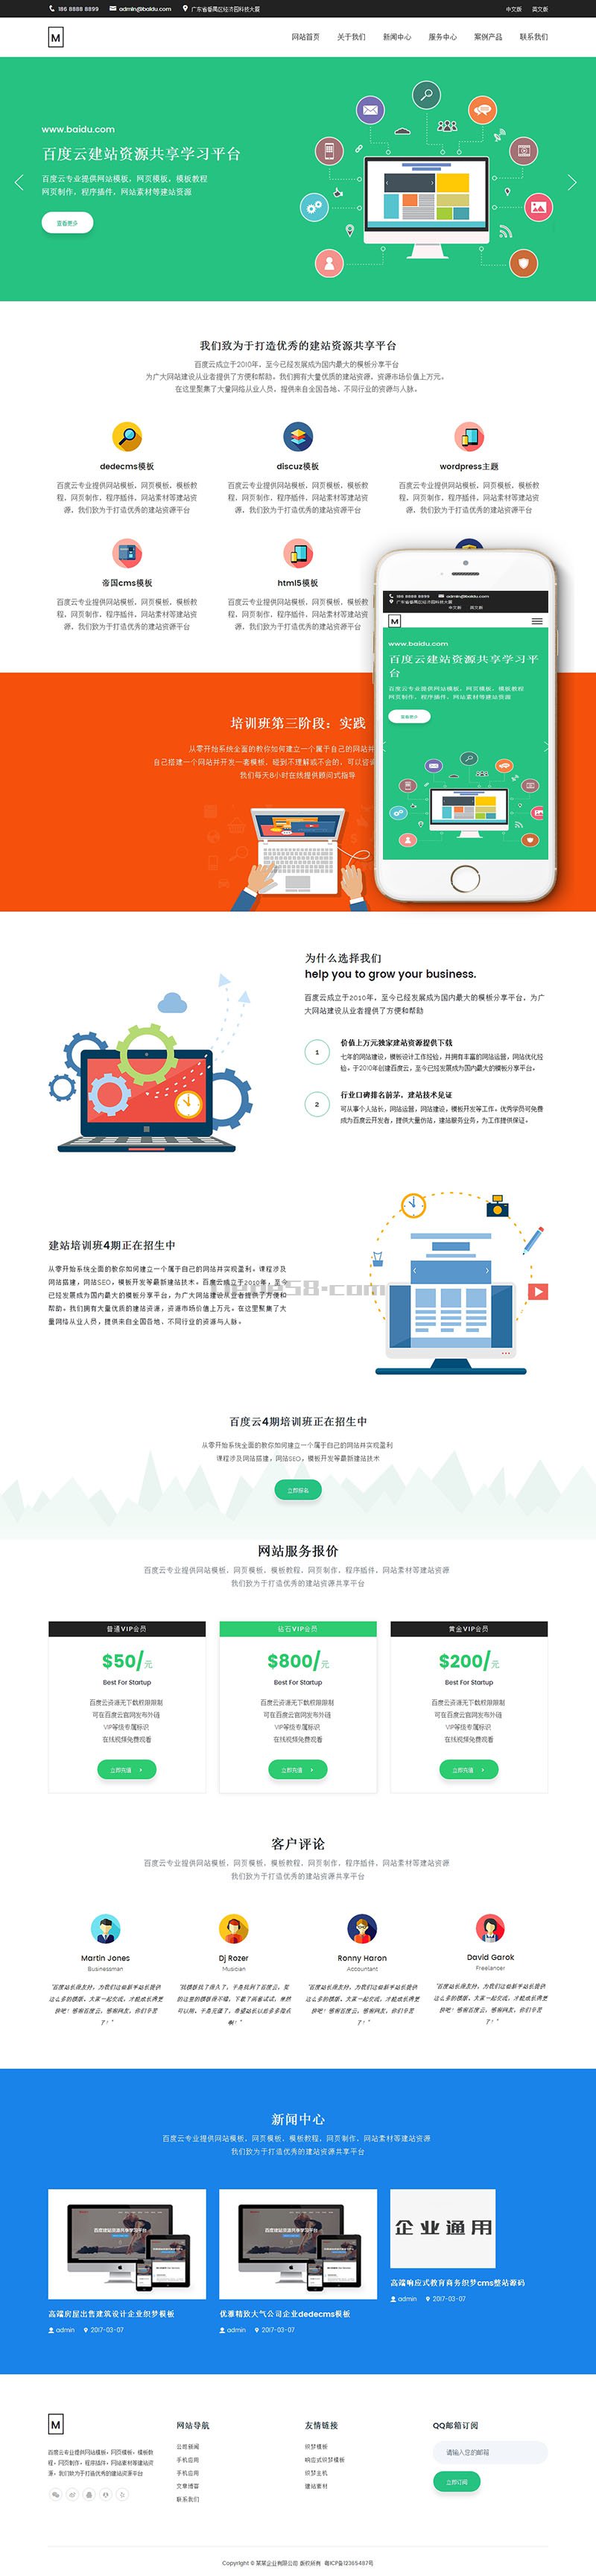 186 8888 8899 admin@baidu.com 广东省番禺区经济园科技大厦 中文版 英文版
M
网站首页 关于我们 新闻中心 服务中心 案例产品 联系我们
www.baidu.com
百度云建站资源共享学习平台
百度云专业提供网站模板，网页模板，模板教程
网页制作，程序插件，网站素材等建站资源
查看更多
我们致力于打造优秀的建站资源共享平台
百度云成立于2010年，至今已经发展成为国内最大的模板分享平台
为广大网站建设从业者提供了方便和帮助。我们拥有大量优质的建站资源，资源市场价值上万元。
在这里聚集了大量网络从业人员，提供来自全国各地、不同行业的资源与人脉。
dedecms模板
百度云专业提供网站模板，网页模板，模板教
程，网页制作，程序插件，网站素材等建站资
源，我们致力于打造优秀的建站资源平台
discuz模板
百度云专业提供网站模板，网页模板，模板教
程，网页制作，程序插件，网站素材等建站资
源，我们致力于打造优秀的建站资源平台
wordpress主题
百度云专业提供网站模板，网页模板，模板教
程，网页制作，程序插件，网站素材等建站资
源，我们致力于打造优秀的建站资源平台
帝国cms模板
百度云专业提供网站模板，网页模板，模板教
程，网页制作，程序插件，网站素材等建站资
源，我们致力于打造优秀的建站资源平台
html5模板
百度云专业提供网站模板，网页模板，模板教
程，网页制作，程序插件，网站素材等建站资
源，我们致力于打造优秀的建站资源平台
186 8888 8899 admin@baidu.com
广东省番禺区经济园科技大厦
中文版 英文版
M
www.baidu.com
百度云建站资源共享学习平
台
百度云专业提供网站模板，网页模板，模板教程
网页制作，程序插件，网站素材等建站资源
查看更多
培训班第三阶段：实践
从零开始系统全面的教你如何建立一个属于自己的网站并
自己搭建一个网站并开发一套模板，碰到不理解或不会的，可以咨
我们每天8小时在线提供顾问式指导
为什么选择我们
help you to grow your business.
百度云成立于2010年，至今已经发展成为国内最大的模板分享平台，为广
大网站建设从业者提供了方便和帮助
1
价值上万元独家建站资源提供下载
七年的网站建设，模板设计工作经验，并拥有丰富的网站运营，网站优化经
验，于2010年创建百度云，至今已经发展成为国内最大的模板分享平台。
2
行业口碑排名前茅，建站技术见证
可从事个人站长，网站运营，网站建设，模板开发等工作。优秀学员可免费
成为百度云开发者，提供大量仿站，建站服务业务，为工作提供保证。
建站培训班4期正在招生中
从零开始系统全面的教你如何建立一个属于自己的网站并实现盈利。课程涉及
网站搭建，网站SEO，模板开发等最新建站技术。百度云成立于2010年，至今
已经发展成为国内最大的模板分享平台，为广大网站建设从业者提供了方便和
帮助。我们拥有大量优质的建站资源，资源市场价值上万元。在这里聚集了大
量网络从业人员，提供来自全国各地、不同行业的资源与人脉。
dede58.com
百度云4期培训班正在招生中
从零开始系统全面的教你如何建立一个属于自己的网站并实现盈利
课程涉及网站搭建，网站SEO，模板开发等最新建站技术
立即报名
网站服务报价
百度云专业提供网站模板，网页模板，模板教程，网页制作，程序插件，网站素材等建站资源
我们致力于打造优秀的建站资源共享平台
普通VIP会员
$50/元
Best For Startup
百度云资源无下载权限限制
可在百度云官网发布外链
VIP等级专属标识
在线视频免费观看
立即充值
钻石VIP会员
$800/元
Best For Startup
百度云资源无下载权限限制
可在百度云官网发布外链
VIP等级专属标识
在线视频免费观看
立即充值
黄金VIP会员
$200/元
Best For Startup
百度云资源无下载权限限制
可在百度云官网发布外链
VIP等级专属标识
在线视频免费观看
立即充值
客户评论
百度云专业提供网站模板，网页模板，模板教程，网页制作，程序插件，网站素材等建站资源
我们致力于打造优秀的建站资源共享平台
Martin Jones
Businessman
"百度站长很友好，为我们这些新手站长提供
这么多的模版，大家一起交流，才能成长得更
快吧！感谢百度云，感谢网友，你们辛苦
了！"
Dj Rozer
Musician
Ronny Haron
Accountant
"百度站长很友好，为我们这些新手站长提供
这么多的模版，大家一起交流，才能成长得更
快吧！感谢百度云，感谢网友，你们辛苦
了！"
David Garok
Freelancer
"百度站长很友好，为我们这些新手站长提供
这么多的模版，大家一起交流，才能成长得更
快吧！感谢百度云，感谢网友，你们辛苦
了！"
新闻中心
百度云专业提供网站模板，网页模板，模板教程，网页制作，网站素材等建站资源
我们致力于打造优秀的建站资源共享平台
百度建站资源共享学习平台
高端房屋出售建筑设计企业织梦模板
admin 2017-03-07
百度建站资源共享学习平台
优雅精致大气公司企业dedecms模板
admin 2017-03-07
企业通用
高端响应式教育商务织梦cms整站源码
admin 2017-03-07
M
百度云专业提供网站模板，网页模板，模板教
程，网页制作，程序插件，网站素材等建站资
源，我们致力于打造优秀的建站资源平台
网站导航
公司新闻
手机应用
手机应用
文章博客
联系我们
友情链接
织梦模板
响应式织梦模板
织梦主机
建站素材
QQ邮箱订阅
请输入您的邮箱
立即订阅
Copyright © 某某企业有限公司 版权所有 粤ICP备12365487号